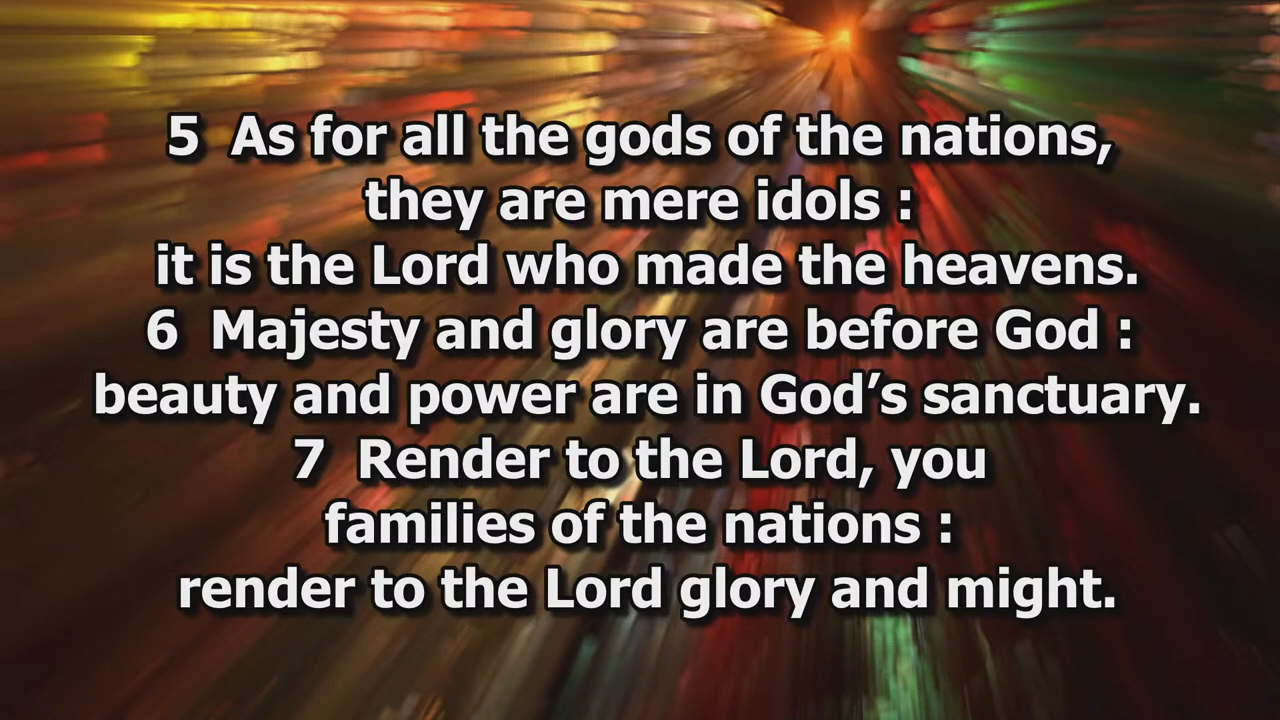 5  As for all the gods of the nations,
they are mere idols :
it is the Lord who made the heavens.
6  Majesty and glory are before God :
beauty and power are in God’s sanctuary.
7  Render to the Lord, you
families of the nations :
render to the Lord glory and might.